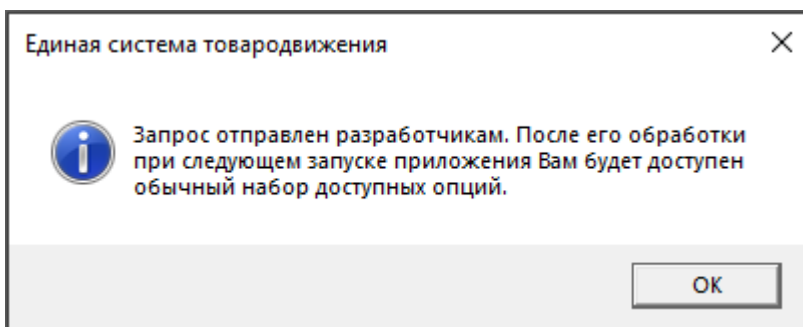 Единая система товародвижения
Запрос отправлен разработчикам. После его обработки
при следующем запуске приложения Вам будет доступен
обычный набор доступных опций.
ОК